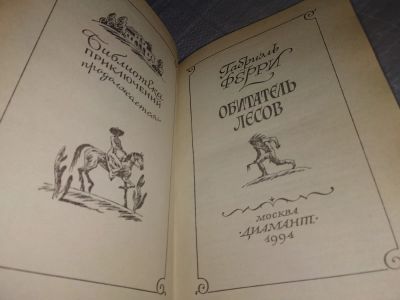 Библиотека
приключений
продолжается...
Габриэль
ФЕРРИ
ОБИТАТЕЛЬ
ЛЕСОВ
МОСКВА
·ДИАМАНТ·
1994